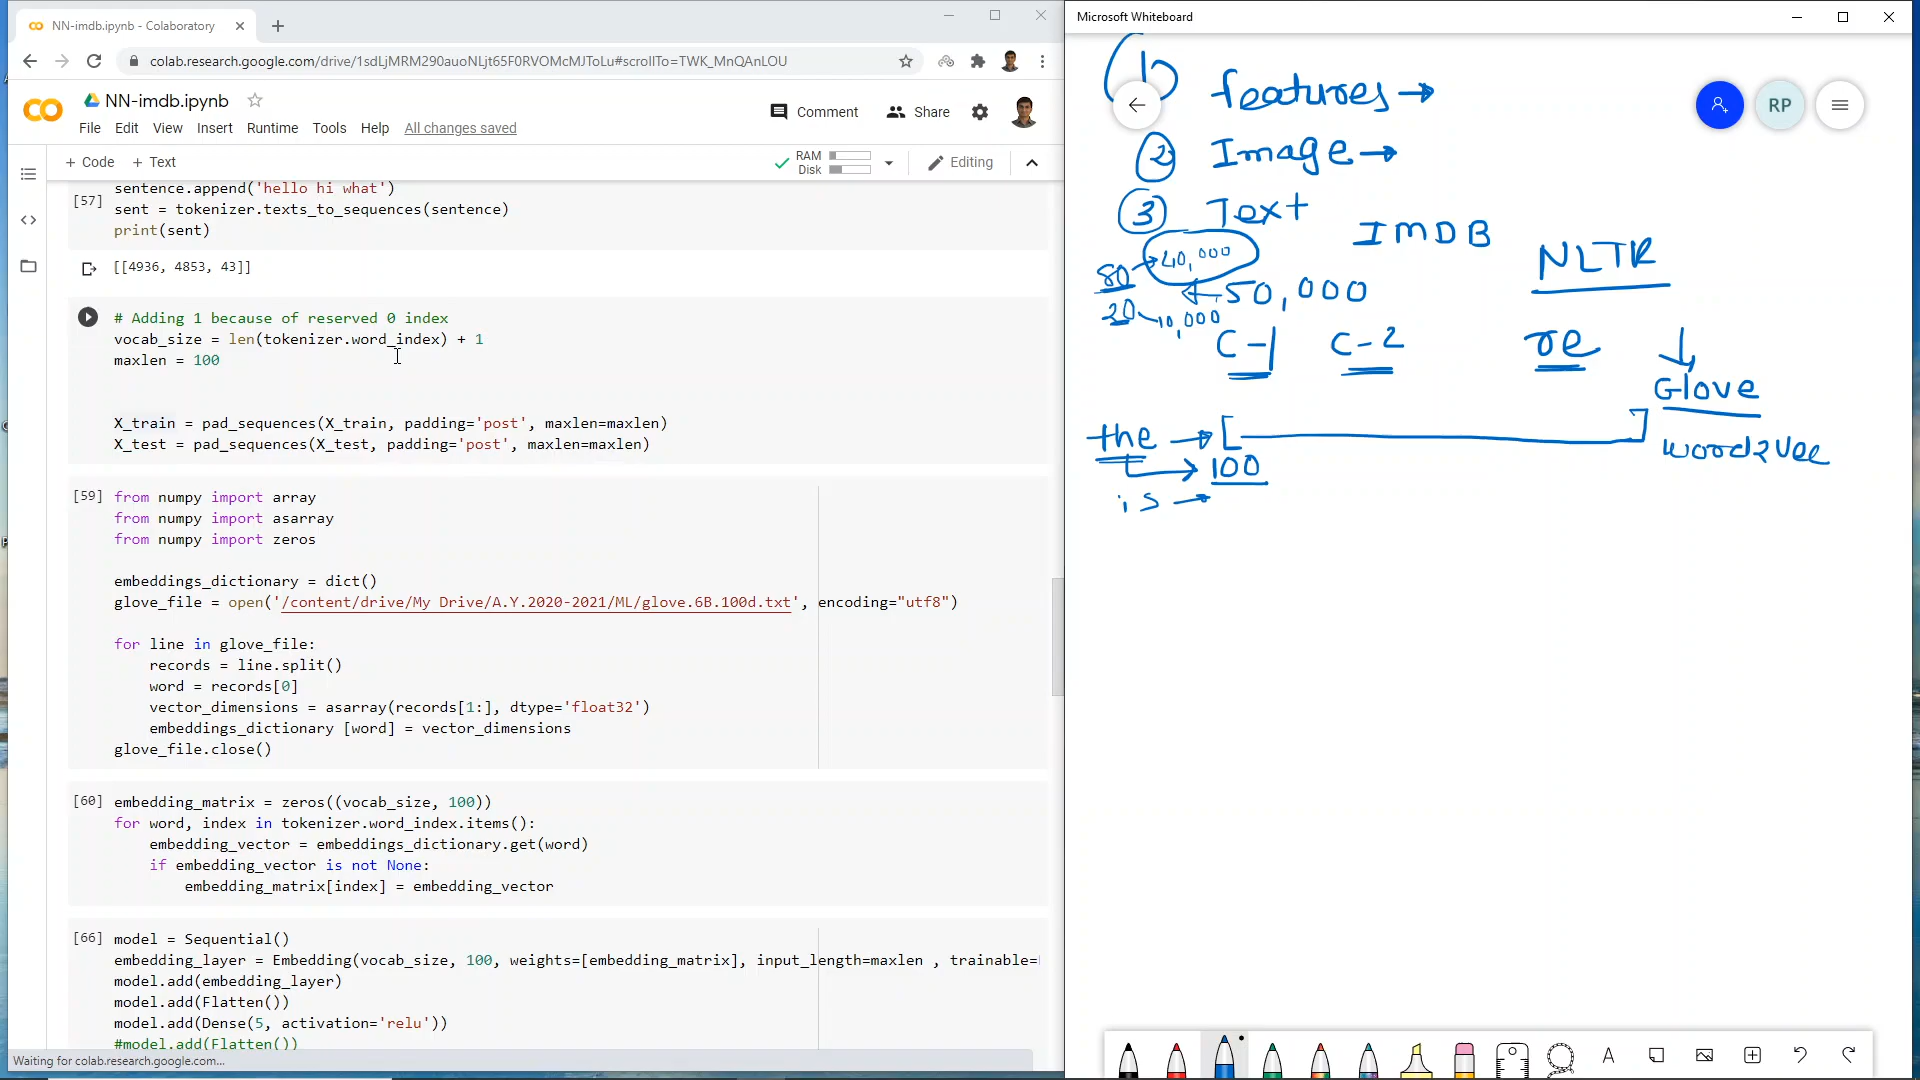 NN-imdb.ipynb - Colaboratory
colab.research.google.com/drive/1sdLjMRM290auoNLjt65F0RVOMcMJToLu#scrollTo=TWK_MnQAnLOU
NN-imdb.ipynb
Comment
Share
File Edit View Insert Runtime Tools Help All changes saved
+ Code + Text
RAM
Disk
Editing
sentence.append('hello hi what')
[57]
sent = tokenizer.texts_to_sequences(sentence)
print(sent)
[[4936, 4853, 43]]
# Adding 1 because of reserved 0 index
vocab_size = len(tokenizer.word_index) + 1
maxlen = 100
X_train = pad_sequences(X_train, padding='post', maxlen=maxlen)
X_test = pad_sequences(X_test, padding='post', maxlen=maxlen)
[59] from numpy import array
from numpy import asarray
from numpy import zeros
embeddings_dictionary = dict()
glove_file = open('/content/drive/My Drive/A.Y.2020-2021/ML/glove.6B.100d.txt', encoding="utf8")
for line in glove_file:
records = line.split()
word = records[0]
vector_dimensions = asarray(records[1:], dtype='float32')
embeddings_dictionary [word] = vector_dimensions
glove_file.close()
[60] embedding_matrix = zeros((vocab_size, 100))
for word, index in tokenizer.word_index.items():
embedding_vector = embeddings_dictionary.get(word)
if embedding_vector is not None:
embedding_matrix[index] = embedding_vector
[66] model = Sequential()
embedding_layer = Embedding(vocab_size, 100, weights=[embedding_matrix], input_length=maxlen , trainable=
model.add(embedding_layer)
model.add(Flatten())
model.add(Dense(5, activation='relu'))
#model.add(Flatten())
Waiting for colab.research.google.com...
Microsoft Whiteboard
RP
1 features →
2 Image →
3 Text
IMDB
NLTK
80 → 40,000
← 50,000
20 10,000
C-1 C-2
re
↓
Glove
the → [ ]
word2Vec
→ 100
is →